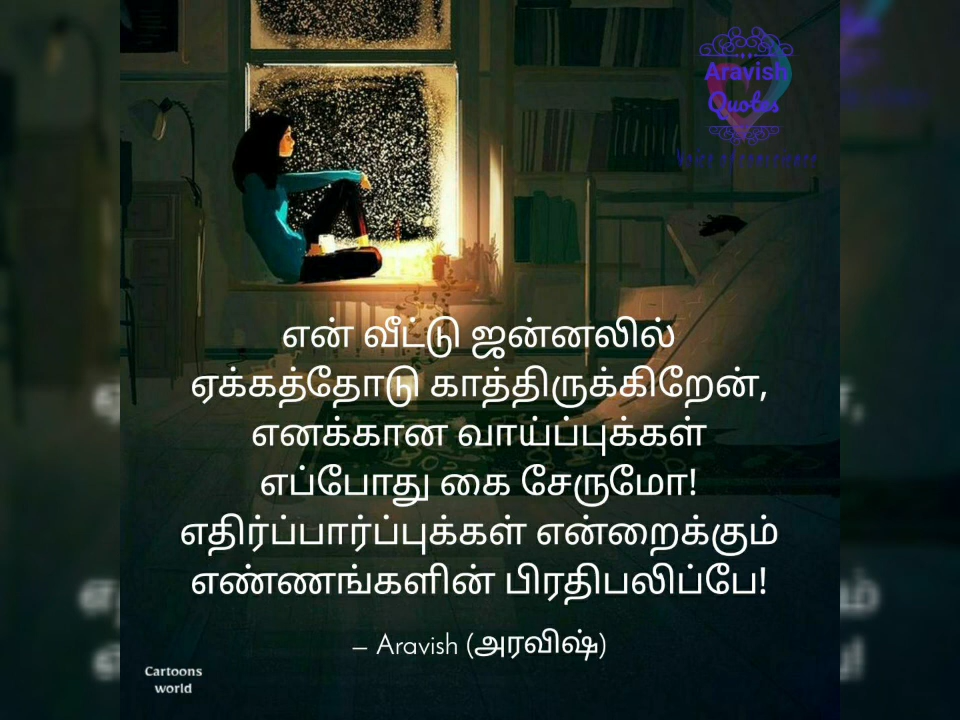 Aravish
Quotes
என் வீட்டு ஜன்னலில்
ஏக்கத்தோடு காத்திருக்கிறேன்,
எனக்கான வாய்ப்புக்கள்
எப்போது கை சேருமோ!
எதிர்ப்பார்ப்புக்கள் என்றைக்கும்
எண்ணங்களின் பிரதிபலிப்பே!
– Aravish (அரவிஷ்)
Cartoons
world